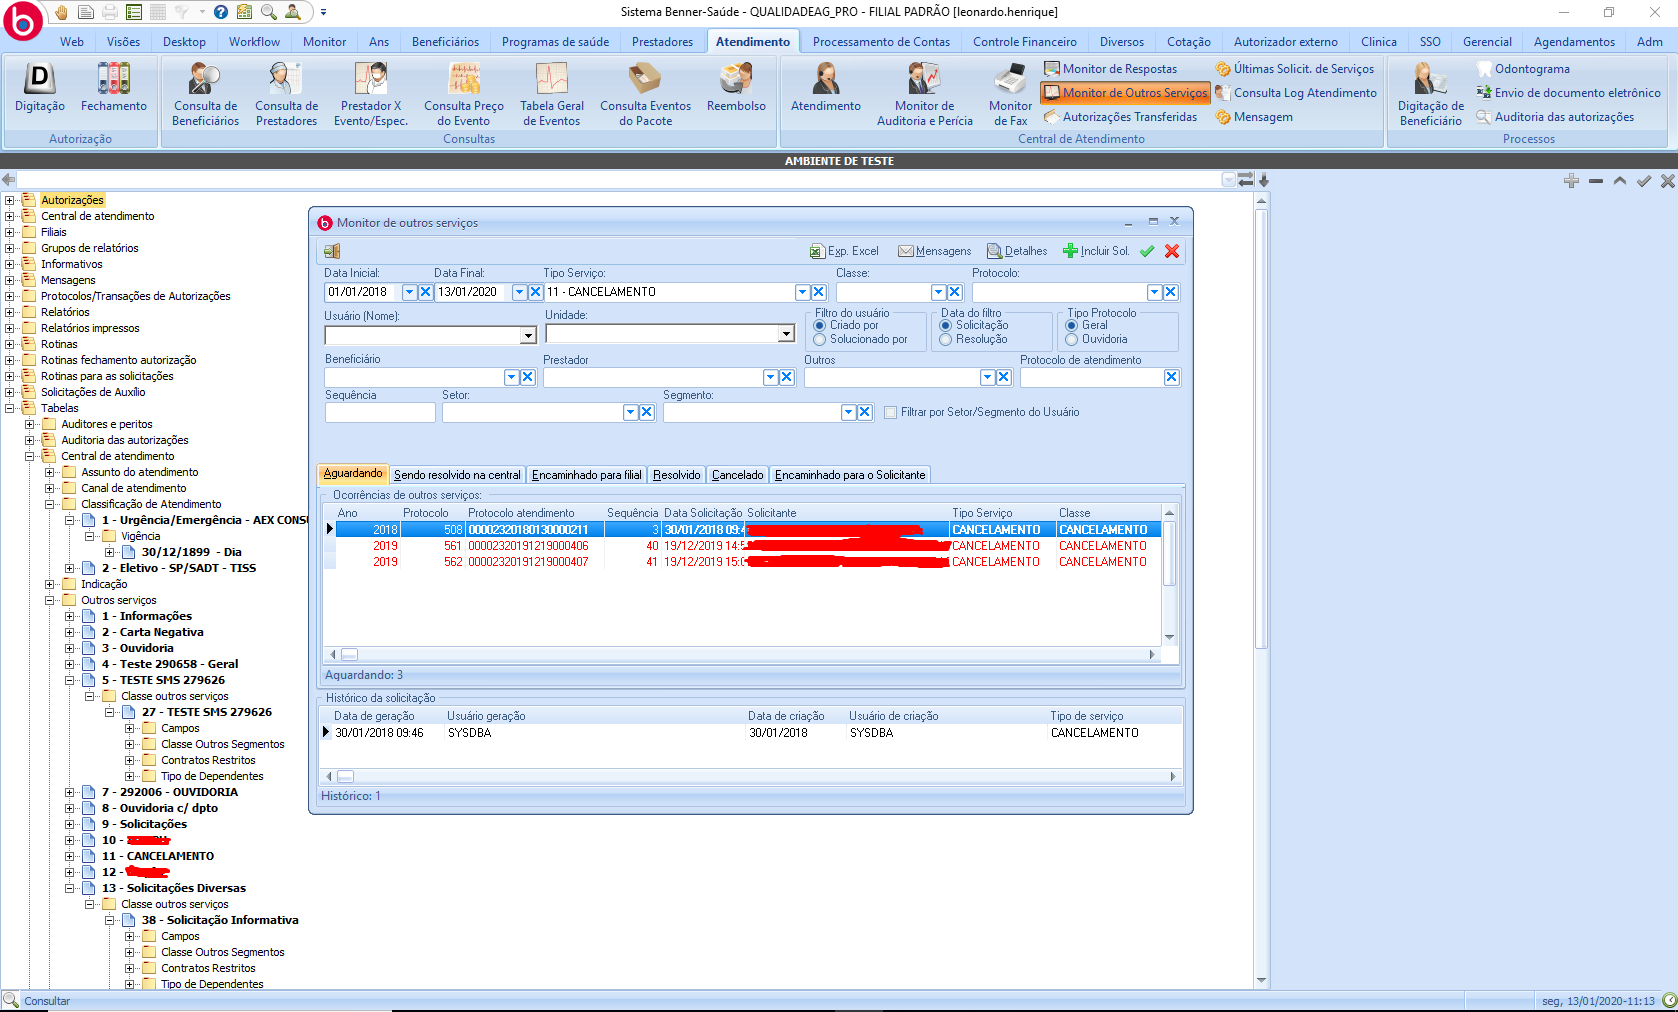 Sistema Benner-Saúde - QUALIDADEAG_PRO - FILIAL PADRÃO [leonardo.henrique]
Web Visões Desktop Workflow Monitor Ans Beneficiários Programas de saúde Prestadores Atendimento Processamento de Contas Controle Financeiro Diversos Cotação Autorizador externo Clinica SSO Gerencial Agendamentos Adm
Digitação
Fechamento
Autorização
Consulta de
Beneficiários
Consulta de
Prestadores
Prestador X
Evento/Espec.
Consulta Preço
do Evento
Tabela Geral
de Eventos
Consulta Eventos
do Pacote
Reembolso
Consultas
Atendimento
Monitor de
Auditoria e Perícia
Monitor
de Fax
Monitor de Respostas
Monitor de Outros Serviços
Autorizações Transferidas
Últimas Solicit. de Serviços
Consulta Log Atendimento
Mensagem
Central de Atendimento
Digitação de
Beneficiário
Odontograma
Envio de documento eletrônico
Auditoria das autorizações
Processos
AMBIENTE DE TESTE
Autorizações
Central de atendimento
Filiais
Grupos de relatórios
Informativos
Mensagens
Protocolos/Transações de Autorizações
Relatórios
Relatórios impressos
Rotinas
Rotinas fechamento autorização
Rotinas para as solicitações
Solicitações de Auxílio
Tabelas
Auditores e peritos
Auditoria das autorizações
Central de atendimento
Assunto do atendimento
Canal de atendimento
Classificação de Atendimento
1 - Urgência/Emergência - AEX CONSU
Vigência
30/12/1899 - Dia
2 - Eletivo - SP/SADT - TISS
Indicação
Outros serviços
1 - Informações
2 - Carta Negativa
3 - Ouvidoria
4 - Teste 290658 - Geral
5 - TESTE SMS 279626
Classe outros serviços
27 - TESTE SMS 279626
Campos
Classe Outros Segmentos
Contratos Restritos
Tipo de Dependentes
7 - 292006 - OUVIDORIA
8 - Ouvidoria c/ dpto
9 - Solicitações
10 -
11 - CANCELAMENTO
12 -
13 - Solicitações Diversas
Classe outros serviços
38 - Solicitação Informativa
Campos
Classe Outros Segmentos
Contratos Restritos
Tipo de Dependentes
Monitor de outros serviços
Exp. Excel Mensagens Detalhes Incluir Sol.
Data Inicial: Data Final: Tipo Serviço: Classe: Protocolo:
01/01/2018 13/01/2020 11 - CANCELAMENTO
Usuário (Nome): Unidade:
Filtro do usuário
Criado por
Solucionado por
Data do filtro
Solicitação
Resolução
Tipo Protocolo
Geral
Ouvidoria
Beneficiário Prestador Outros Protocolo de atendimento
Sequência Setor: Segmento:
Filtrar por Setor/Segmento do Usuário
Aguardando Sendo resolvido na central Encaminhado para filial Resolvido Cancelado Encaminhado para o Solicitante
Ocorrências de outros serviços:
Ano Protocolo Protocolo atendimento Sequência Data Solicitação Solicitante Tipo Serviço Classe
2018 508 00002320180130000211 3 30/01/2018 09:4 CANCELAMENTO CANCELAMENTO
2019 561 00002320191219000406 40 19/12/2019 14:5 CANCELAMENTO CANCELAMENTO
2019 562 00002320191219000407 41 19/12/2019 15:0 CANCELAMENTO CANCELAMENTO
Aguardando: 3
Histórico da solicitação
Data de geração Usuário geração Data de criação Usuário de criação Tipo de serviço
30/01/2018 09:46 SYSDBA 30/01/2018 SYSDBA CANCELAMENTO
Histórico: 1
Consultar
seg, 13/01/2020-11:13